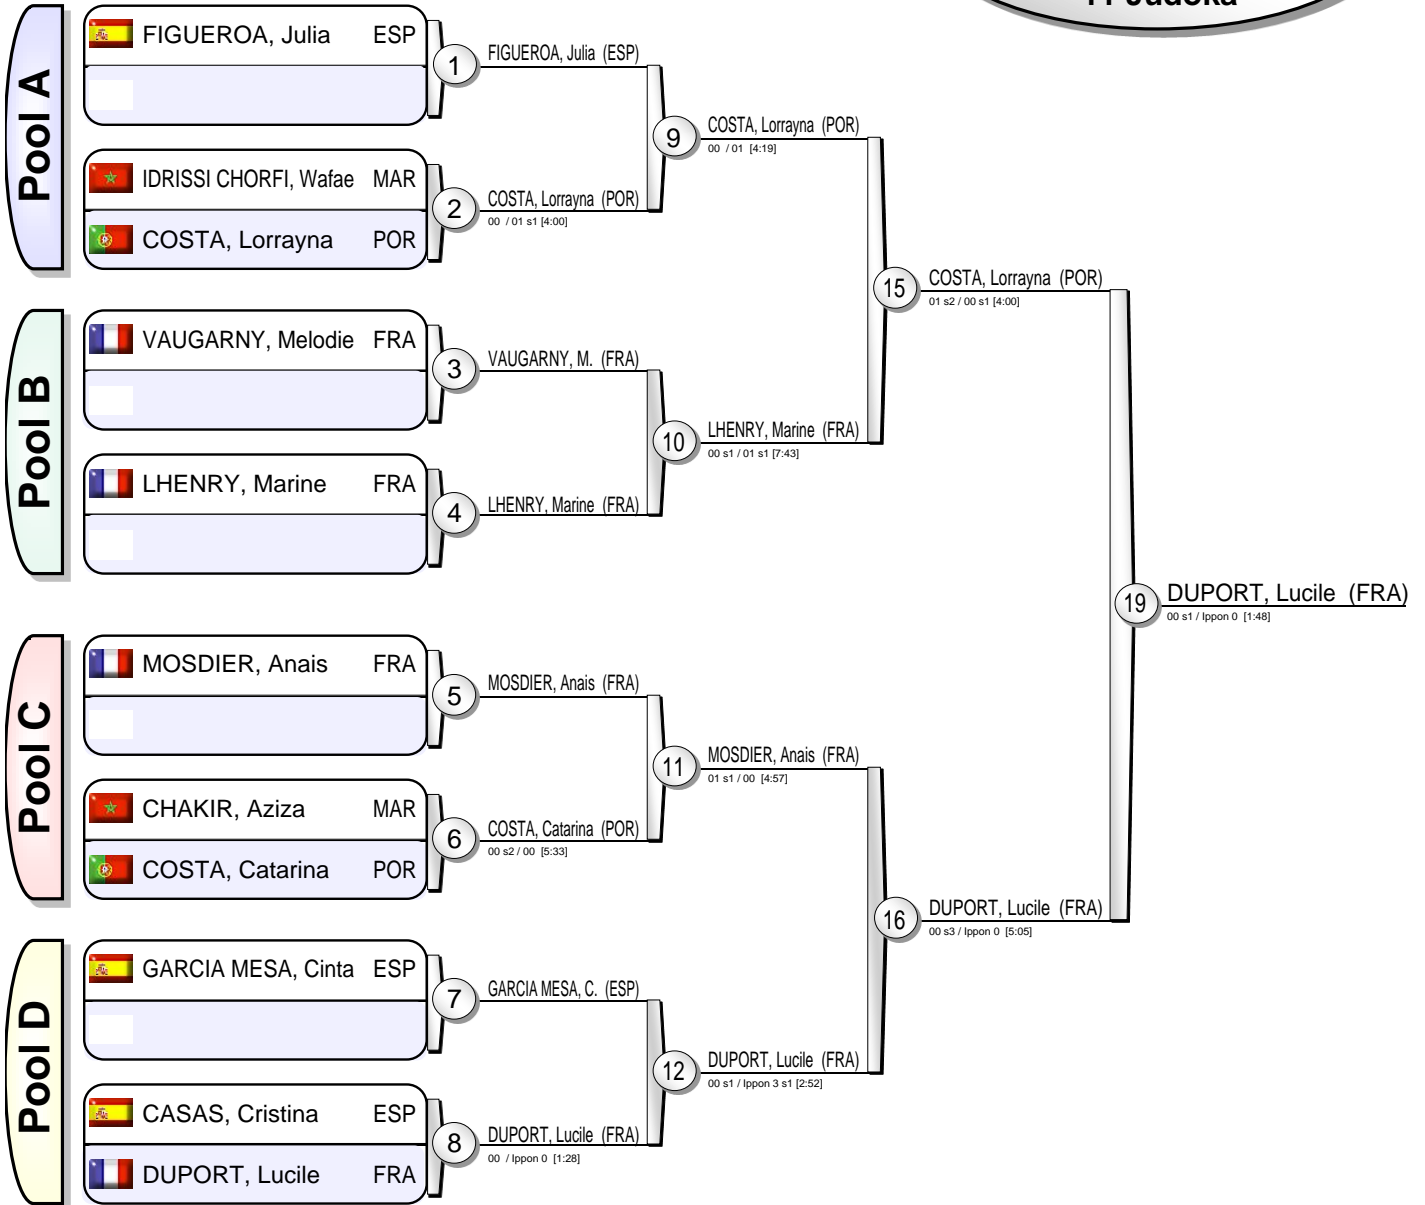 11 Judoka
Pool A
FIGUEROA, Julia ESP
IDRISSI CHORFI, Wafae MAR
COSTA, Lorrayna POR
1
FIGUEROA, Julia (ESP)
2
COSTA, Lorrayna (POR)
00 / 01 s1 [4:00]
9
COSTA, Lorrayna (POR)
00 / 01 [4:19]
Pool B
VAUGARNY, Melodie FRA
LHENRY, Marine FRA
3
VAUGARNY, M. (FRA)
4
LHENRY, Marine (FRA)
10
LHENRY, Marine (FRA)
00 s1 / 01 s1 [7:43]
15
COSTA, Lorrayna (POR)
01 s2 / 00 s1 [4:00]
Pool C
MOSDIER, Anais FRA
CHAKIR, Aziza MAR
COSTA, Catarina POR
5
MOSDIER, Anais (FRA)
6
COSTA, Catarina (POR)
00 s2 / 00 [5:33]
11
MOSDIER, Anais (FRA)
01 s1 / 00 [4:57]
Pool D
GARCIA MESA, Cinta ESP
CASAS, Cristina ESP
DUPORT, Lucile FRA
7
GARCIA MESA, C. (ESP)
8
DUPORT, Lucile (FRA)
00 / Ippon 0 [1:28]
12
DUPORT, Lucile (FRA)
00 s1 / Ippon 3 s1 [2:52]
16
DUPORT, Lucile (FRA)
00 s3 / Ippon 0 [5:05]
19
DUPORT, Lucile (FRA)
00 s1 / Ippon 0 [1:48]